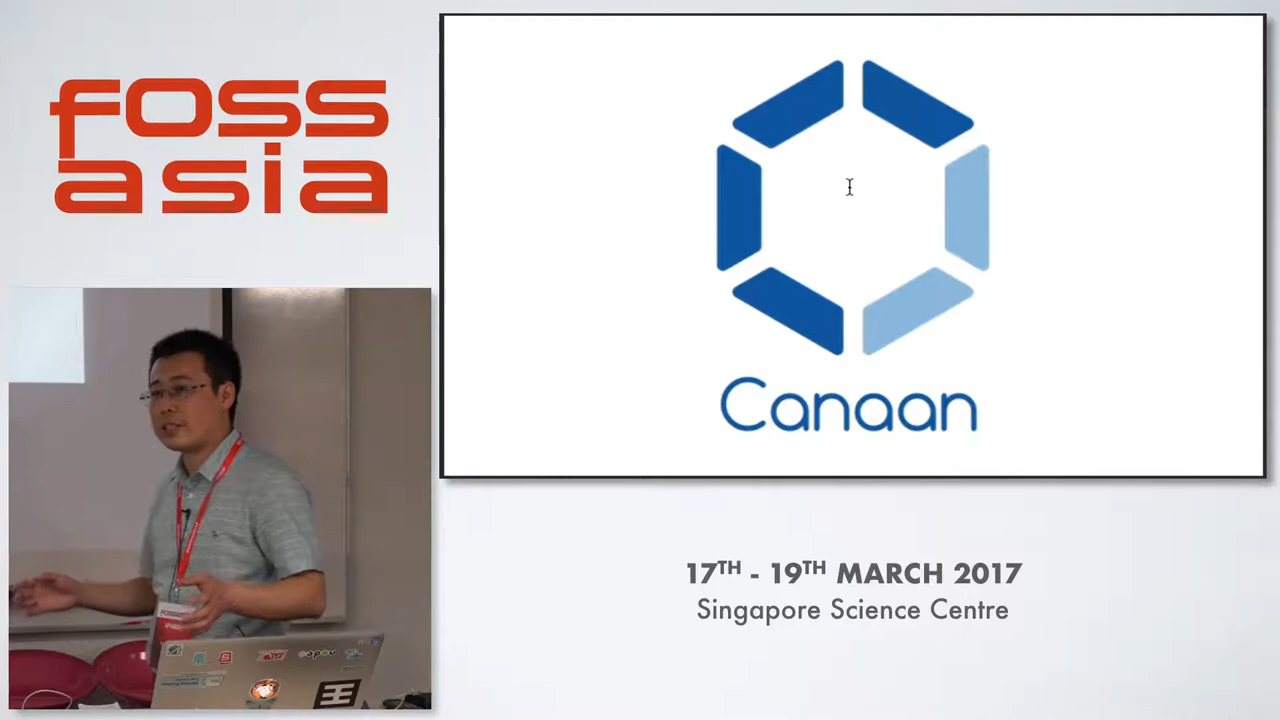 foss
asia
Canaan
17TH - 19TH MARCH 2017
Singapore Science Centre